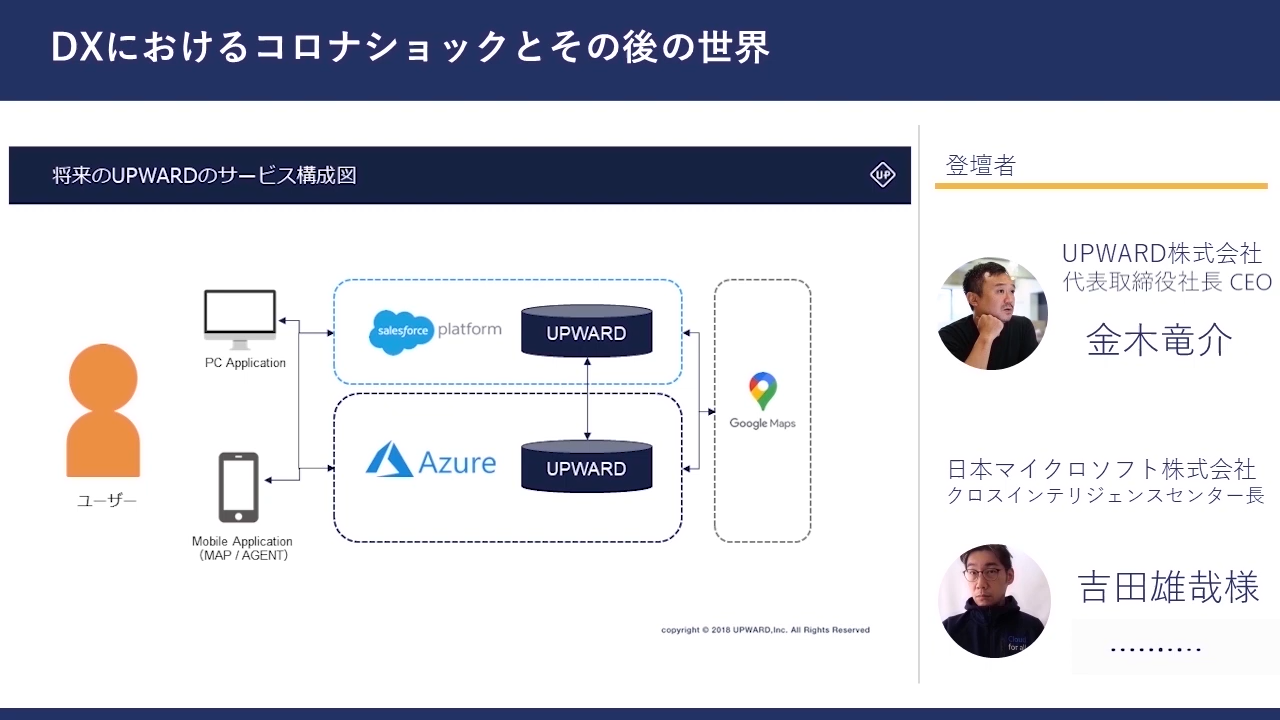 DXにおけるコロナショックとその後の世界
将来のUPWARDのサービス構成図
UP
PC Application
ユーザー
Mobile Application
(MAP / AGENT)
salesforce platform
UPWARD
Azure
UPWARD
Google Maps
copyright © 2018 UPWARD,Inc. All Rights Reserved
登壇者
UPWARD株式会社
代表取締役社長 CEO
金木竜介
日本マイクロソフト株式会社
クロスインテリジェンスセンター長
吉田雄哉様
Cloud
for all